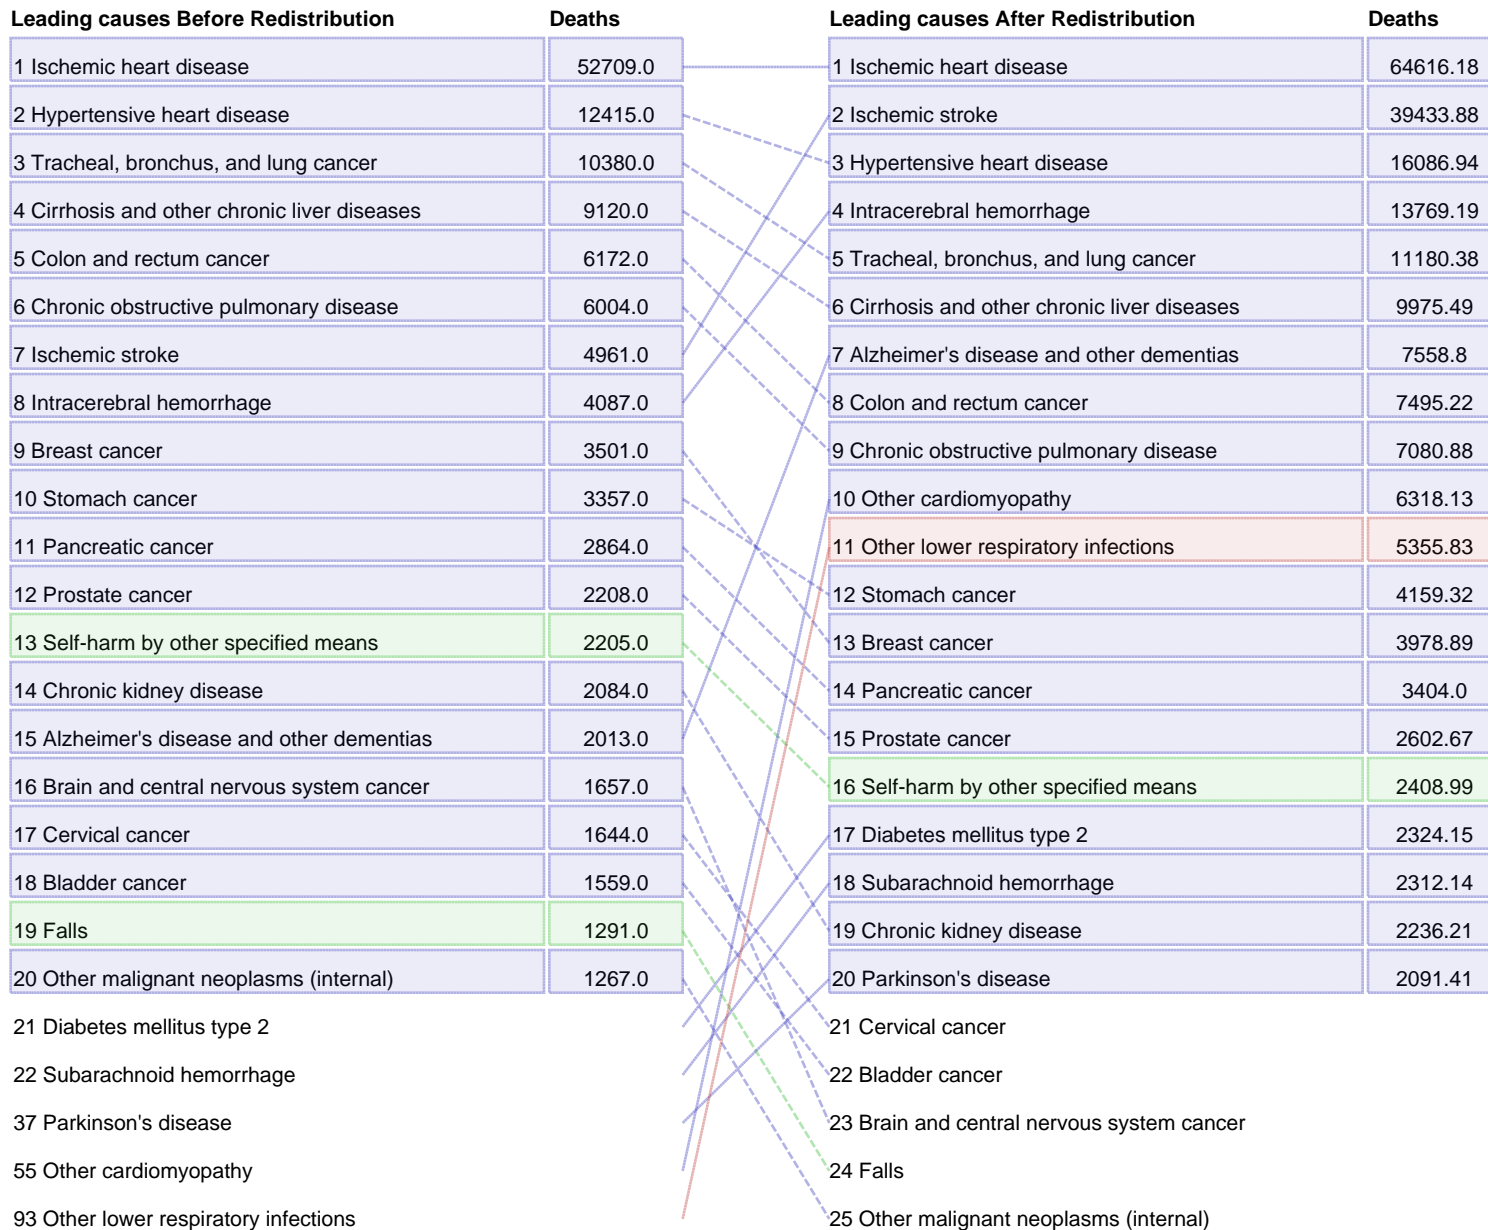 Leading causes Before Redistribution Deaths Leading causes After Redistribution Deaths
1 Ischemic heart disease 52709.0 1 Ischemic heart disease 64616.18
2 Hypertensive heart disease 12415.0 2 Ischemic stroke 39433.88
3 Tracheal, bronchus, and lung cancer 10380.0 3 Hypertensive heart disease 16086.94
4 Cirrhosis and other chronic liver diseases 9120.0 4 Intracerebral hemorrhage 13769.19
5 Colon and rectum cancer 6172.0 5 Tracheal, bronchus, and lung cancer 11180.38
6 Chronic obstructive pulmonary disease 6004.0 6 Cirrhosis and other chronic liver diseases 9975.49
7 Ischemic stroke 4961.0 7 Alzheimer's disease and other dementias 7558.8
8 Intracerebral hemorrhage 4087.0 8 Colon and rectum cancer 7495.22
9 Breast cancer 3501.0 9 Chronic obstructive pulmonary disease 7080.88
10 Stomach cancer 3357.0 10 Other cardiomyopathy 6318.13
11 Pancreatic cancer 2864.0 11 Other lower respiratory infections 5355.83
12 Prostate cancer 2208.0 12 Stomach cancer 4159.32
13 Self-harm by other specified means 2205.0 13 Breast cancer 3978.89
14 Chronic kidney disease 2084.0 14 Pancreatic cancer 3404.0
15 Alzheimer's disease and other dementias 2013.0 15 Prostate cancer 2602.67
16 Brain and central nervous system cancer 1657.0 16 Self-harm by other specified means 2408.99
17 Cervical cancer 1644.0 17 Diabetes mellitus type 2 2324.15
18 Bladder cancer 1559.0 18 Subarachnoid hemorrhage 2312.14
19 Falls 1291.0 19 Chronic kidney disease 2236.21
20 Other malignant neoplasms (internal) 1267.0 20 Parkinson's disease 2091.41
21 Diabetes mellitus type 2 21 Cervical cancer
22 Subarachnoid hemorrhage 22 Bladder cancer
37 Parkinson's disease 23 Brain and central nervous system cancer
55 Other cardiomyopathy 24 Falls
93 Other lower respiratory infections 25 Other malignant neoplasms (internal)